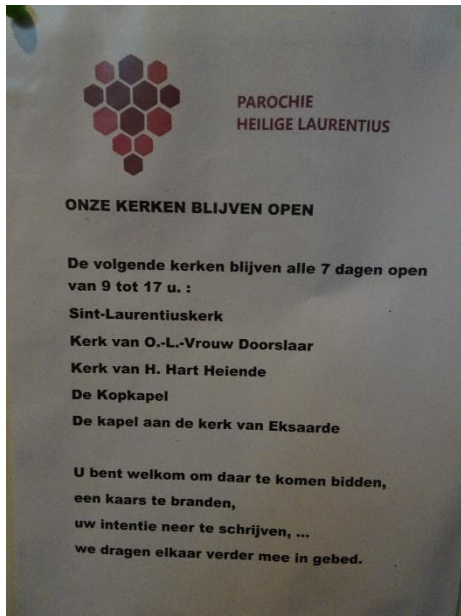 PAROCHIE
HEILIGE LAURENTIUS
ONZE KERKEN BLIJVEN OPEN
De volgende kerken blijven alle 7 dagen open
van 9 tot 17 u. :
Sint-Laurentiuskerk
Kerk van O.-L.-Vrouw Doorslaar
Kerk van H. Hart Heiende
De Kopkapel
De kapel aan de kerk van Eksaarde
U bent welkom om daar te komen bidden,
een kaars te branden,
uw intentie neer te schrijven, ...
we dragen elkaar verder mee in gebed.